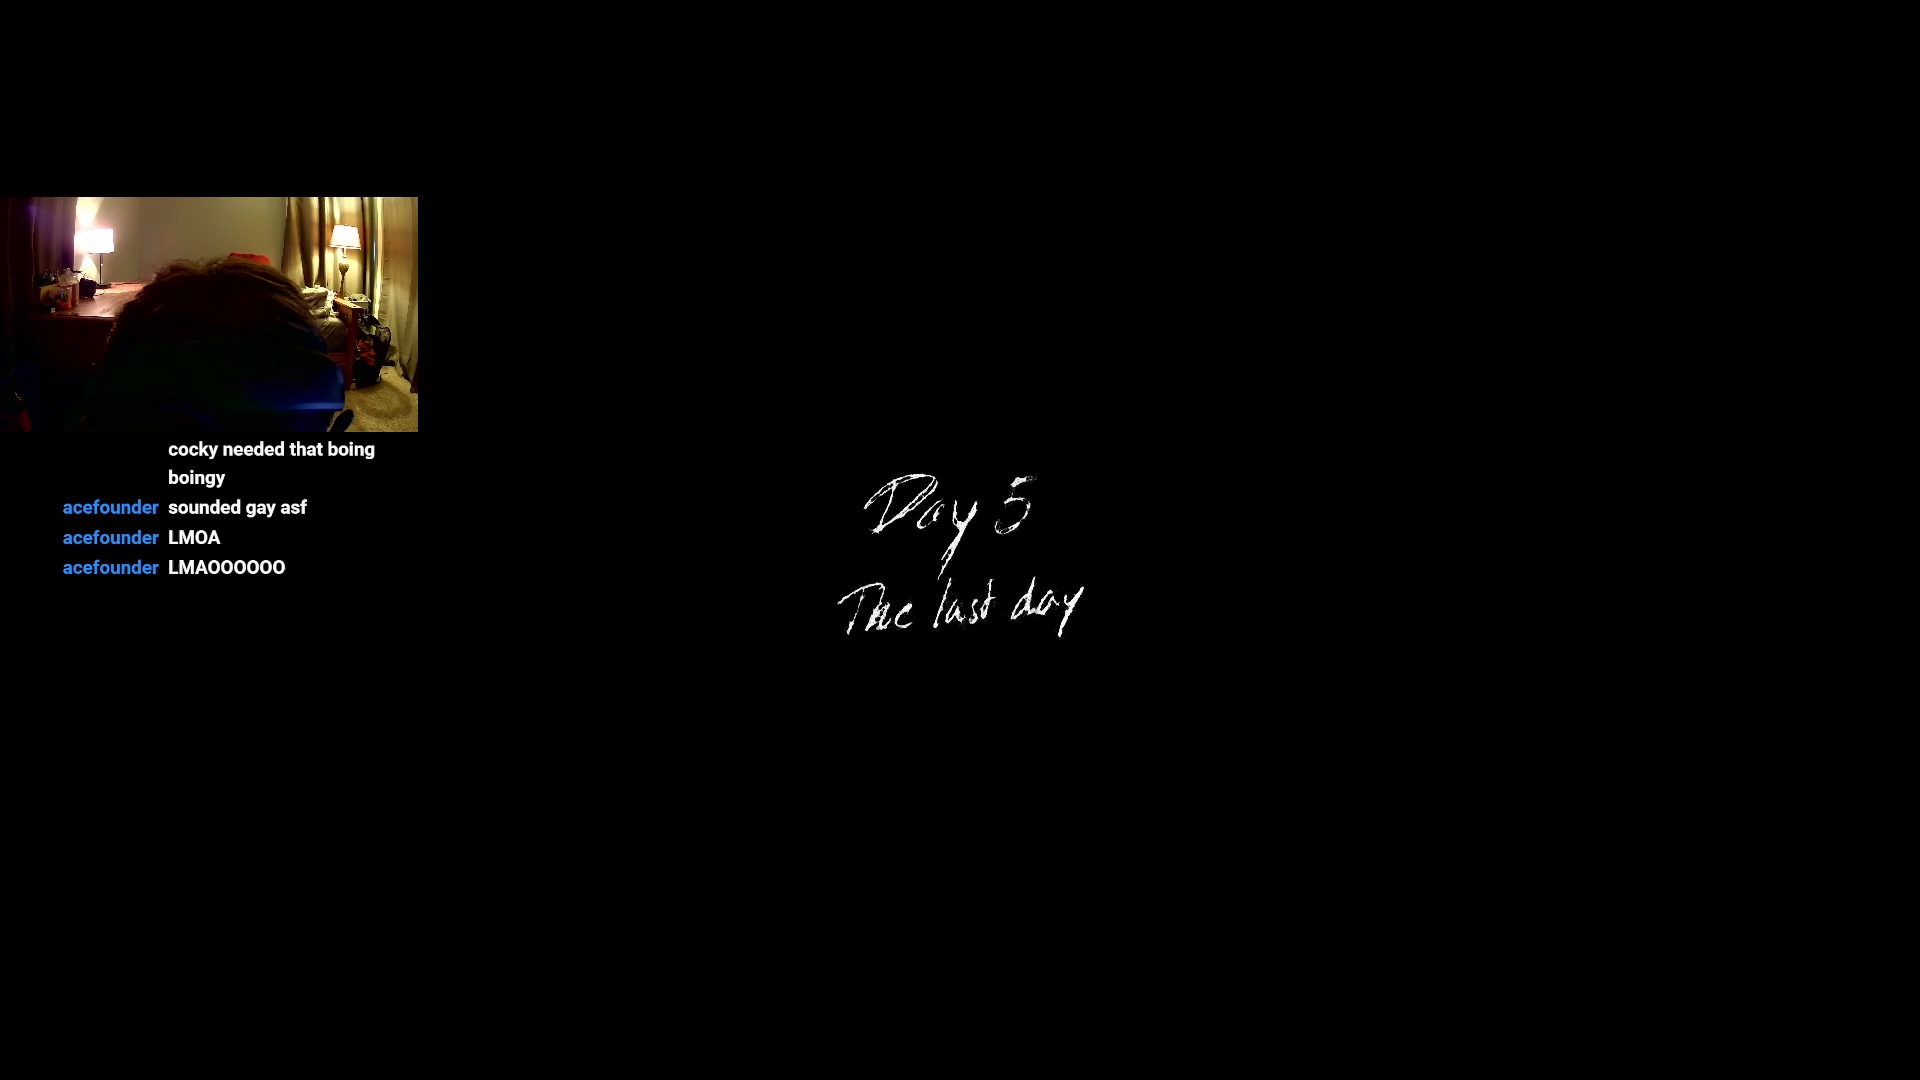 cocky needed that boing
boingy
acefounder sounded gay asf
acefounder LMOA
acefounder LMAOOOOOO
Day 5
The last day